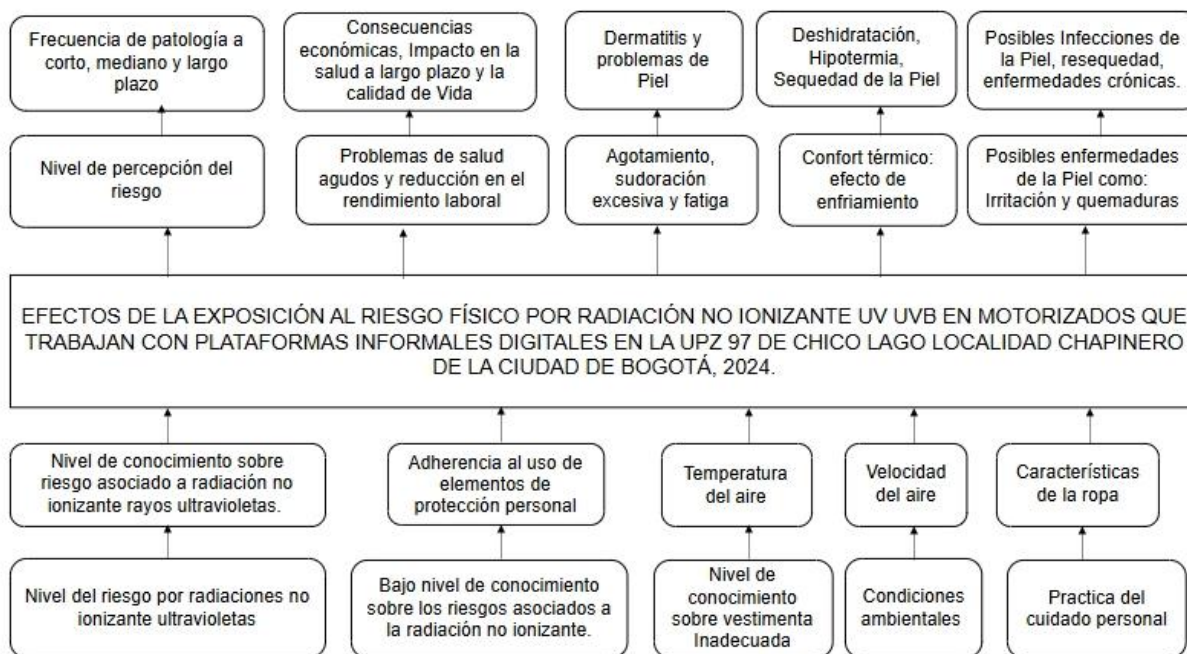 Frecuencia de patología a
corto, mediano y largo
plazo
Consecuencias
económicas, Impacto en la
salud a largo plazo y la
calidad de Vida
Dermatitis y
problemas de
Piel
Deshidratación,
Hipotermia,
Sequedad de la Piel
Posibles Infecciones de
la Piel, resequedad,
enfermedades crónicas.
Nivel de percepción del
riesgo
Problemas de salud
agudos y reducción en el
rendimiento laboral
Agotamiento,
sudoración
excesiva y fatiga
Confort térmico:
efecto de
enfriamiento
Posibles enfermedades
de la Piel como:
Irritación y quemaduras
EFECTOS DE LA EXPOSICIÓN AL RIESGO FÍSICO POR RADIACIÓN NO IONIZANTE UV UVB EN MOTORIZADOS QUE
TRABAJAN CON PLATAFORMAS INFORMALES DIGITALES EN LA UPZ 97 DE CHICO LAGO LOCALIDAD CHAPINERO
DE LA CIUDAD DE BOGOTÁ, 2024.
Nivel de conocimiento sobre
riesgo asociado a radiación no
ionizante rayos ultravioletas.
Adherencia al uso de
elementos de
protección personal
Temperatura
del aire
Velocidad
del aire
Características
de la ropa
Nivel del riesgo por radiaciones no
ionizante ultravioletas
Bajo nivel de conocimiento
sobre los riesgos asociados a
la radiación no ionizante.
Nivel de
conocimiento
sobre vestimenta
Inadecuada
Condiciones
ambientales
Practica del
cuidado personal